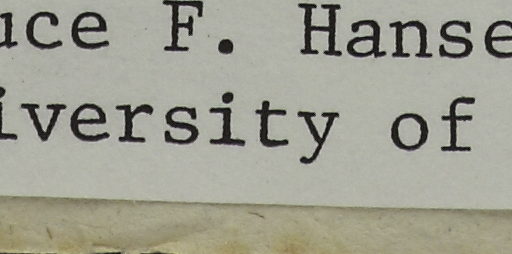 uce F. Hanse
iversity of